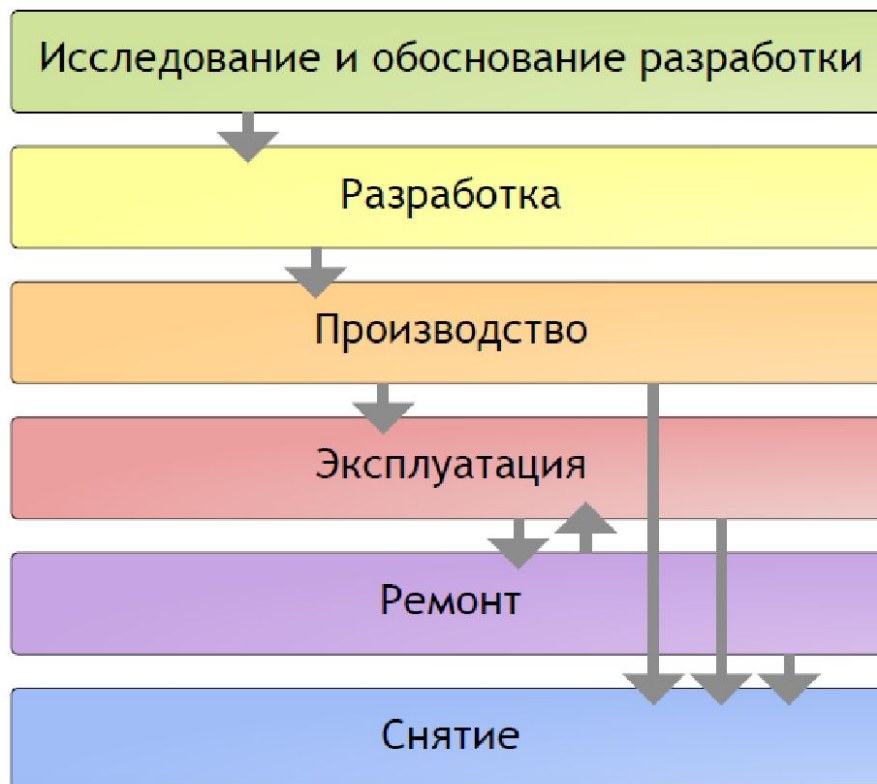 Исследование и обоснование разработки
Разработка
Производство
Эксплуатация
Ремонт
Снятие